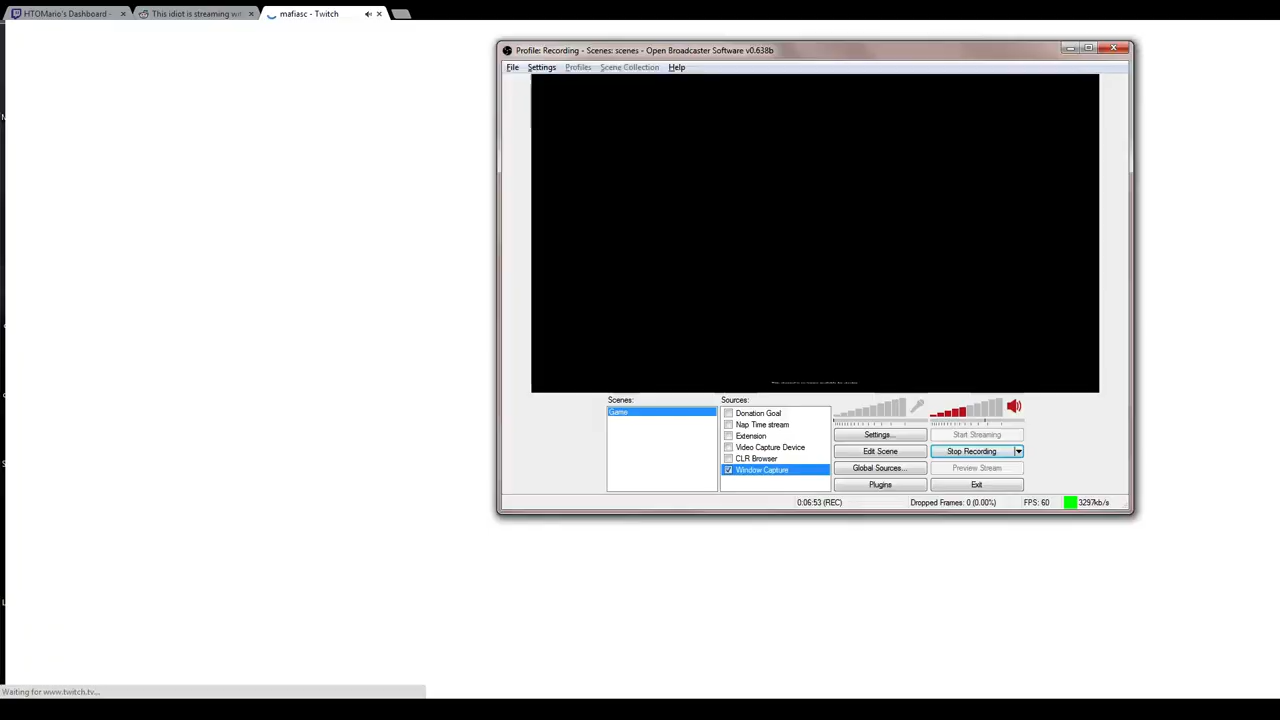 HTOMario's Dashboard -
This idiot is streaming wi
mafiasc - Twitch
Profile: Recording - Scenes: scenes - Open Broadcaster Software v0.638b
File Settings Profiles Scene Collection Help
Scenes:
Game
Sources:
Donation Goal
Nap Time stream
Extension
Video Capture Device
CLR Browser
Window Capture
Settings...
Start Streaming
Edit Scene
Stop Recording
Global Sources...
Preview Stream
Plugins
Exit
0:06:53 (REC)
Dropped Frames: 0 (0.00%)
FPS: 60
3297kb/s
Waiting for www.twitch.tv...